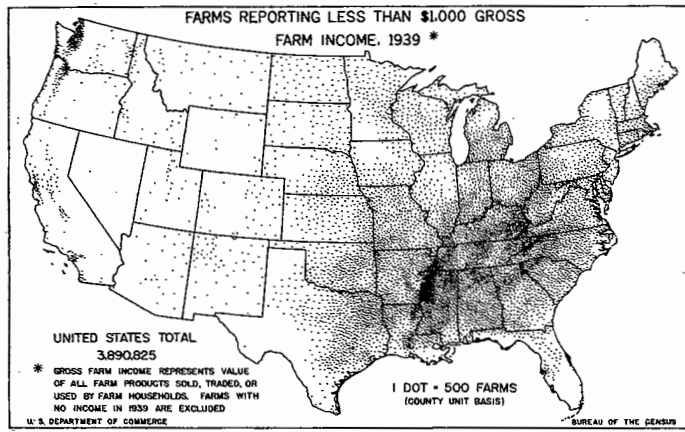 FARMS REPORTING LESS THAN $1,000 GROSS
FARM INCOME, 1939 *
UNITED STATES TOTAL
3,890,825
* GROSS FARM INCOME REPRESENTS VALUE
OF ALL FARM PRODUCTS SOLD, TRADED, OR
USED BY FARM HOUSEHOLDS. FARMS WITH
NO INCOME IN 1939 ARE EXCLUDED
1 DOT = 500 FARMS
(COUNTY UNIT BASIS)
U. S. DEPARTMENT OF COMMERCE
BUREAU OF THE CENSUS